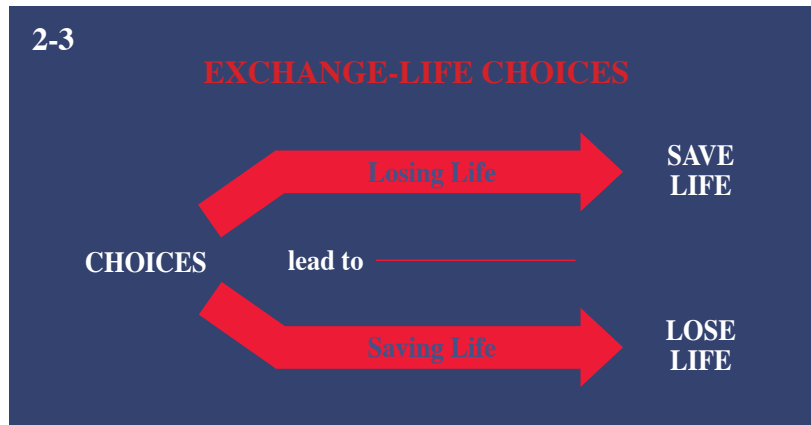 2-3
EXCHANGE-LIFE CHOICES
Losing Life
SAVE
LIFE
CHOICES
lead to
Saving Life
LOSE
LIFE